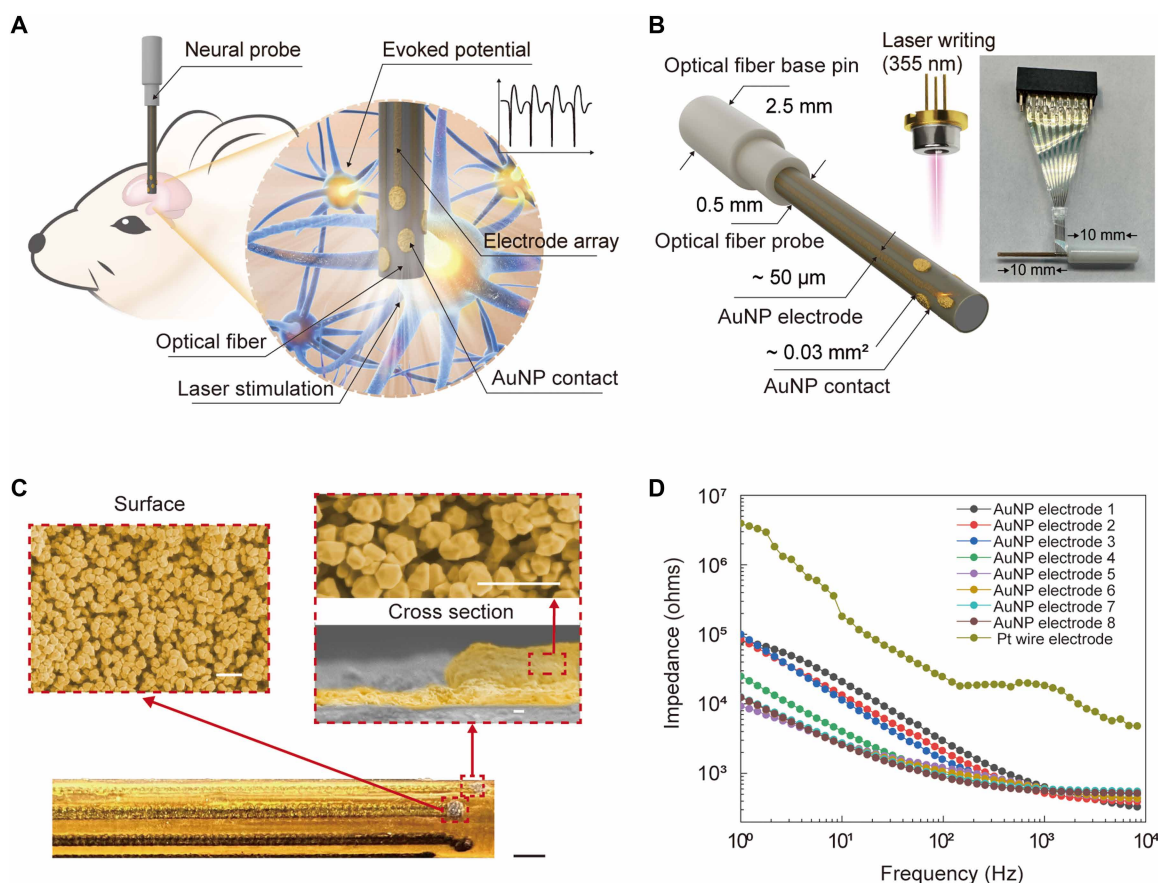 A
Neural probe
Evoked potential
Electrode array
Optical fiber
Laser stimulation
AuNP contact
B
Laser writing
(355 nm)
Optical fiber base pin
2.5 mm
0.5 mm
Optical fiber probe
~ 50 µm
AuNP electrode
~ 0.03 mm²
AuNP contact
10 mm
10 mm
C
Surface
Cross section
D
Impedance (ohms)
10⁷
10⁶
10⁵
10⁴
10³
10⁰
10¹
10²
10³
10⁴
Frequency (Hz)
AuNP electrode 1
AuNP electrode 2
AuNP electrode 3
AuNP electrode 4
AuNP electrode 5
AuNP electrode 6
AuNP electrode 7
AuNP electrode 8
Pt wire electrode